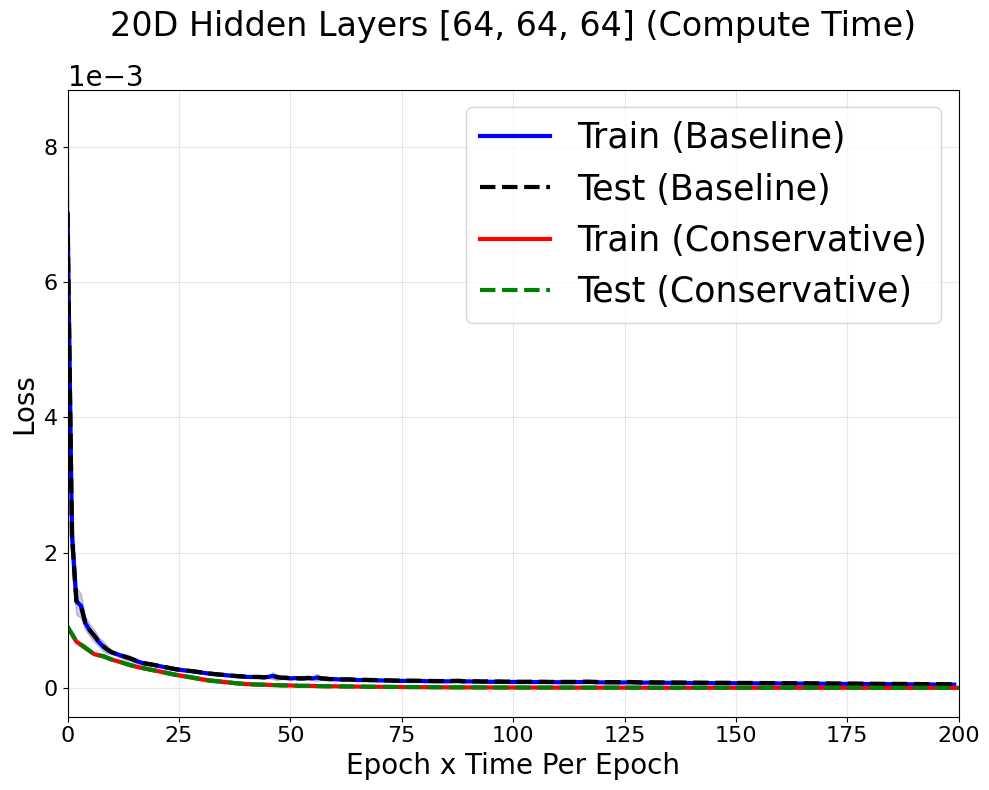 20D Hidden Layers [64, 64, 64] (Compute Time)
1e−3
8
6
4
2
0
Loss
Train (Baseline)
Test (Baseline)
Train (Conservative)
Test (Conservative)
0 25 50 75 100 125 150 175 200
Epoch x Time Per Epoch